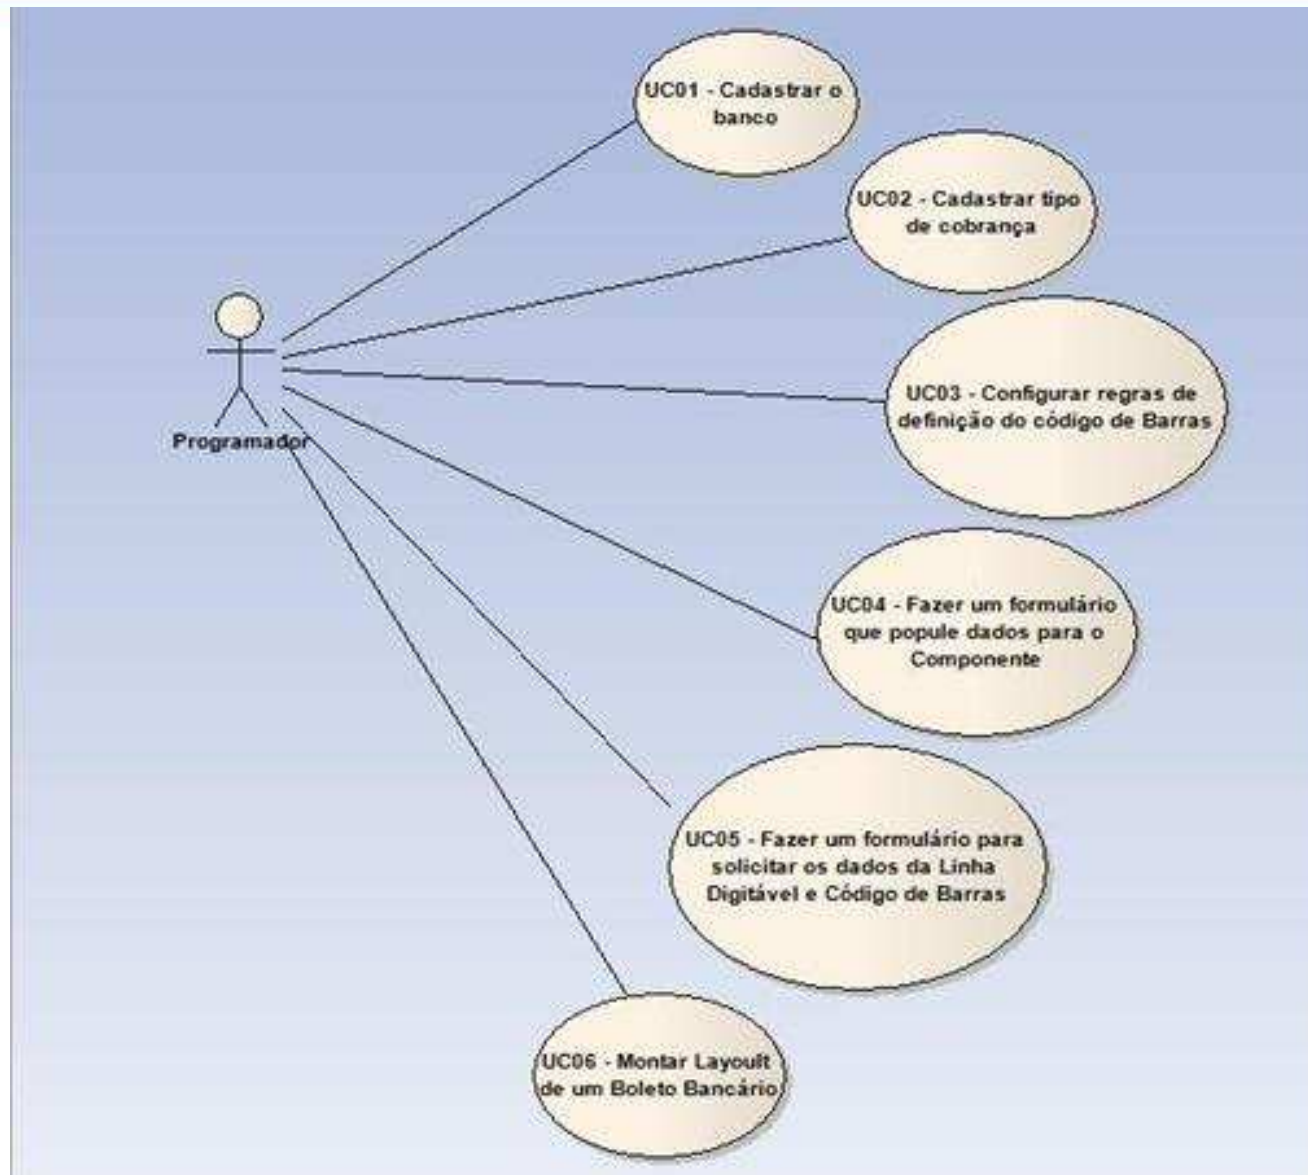 UC01 - Cadastrar o
banco
UC02 - Cadastrar tipo
de cobrança
UC03 - Configurar regras de
definição do código de Barras
Programador
UC04 - Fazer um formulário
que popule dados para o
Componente
UC05 - Fazer um formulário para
solicitar os dados da Linha
Digitável e Código de Barras
UC06 - Montar Layoult
de um Boleto Bancário